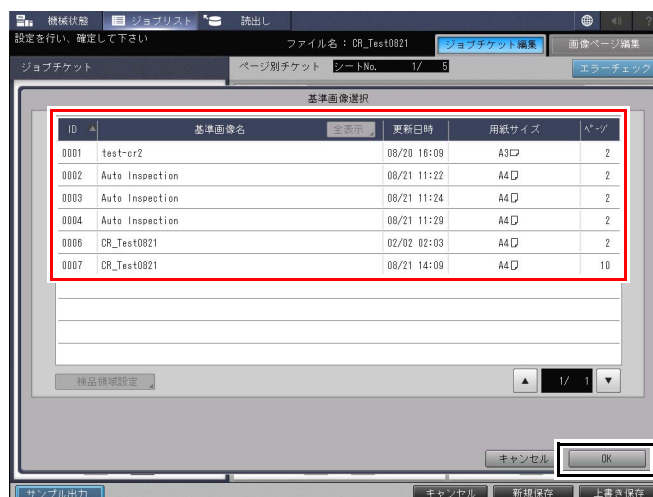 機械状態 ジョブリスト 読出し
設定を行い、確定して下さい
ファイル名：CR_Test0821 ジョブチケット編集 画像ページ編集
ジョブチケット ページ別チケット シートNo. 1/ 5 エラーチェック
基準画像選択
ID 基準画像名 全表示 更新日時 用紙サイズ ページ
0001 test-cr2 08/20 16:09 A3 2
0002 Auto Inspection 08/21 11:22 A4 2
0003 Auto Inspection 08/21 11:24 A4 2
0004 Auto Inspection 08/21 11:29 A4 2
0006 CR_Test0821 02/02 02:03 A4 2
0007 CR_Test0821 08/21 14:09 A4 10
検品領域設定 1/ 1
キャンセル OK
サンプル出力 キャンセル 新規保存 上書き保存